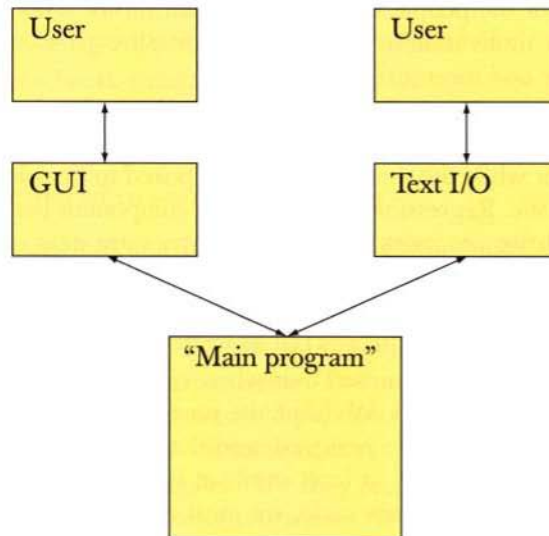 User
User
GUI
Text I/O
“Main program”